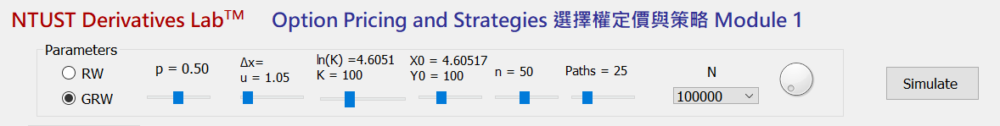 NTUST Derivatives Lab™ Option Pricing and Strategies 選擇權定價與策略 Module 1
Parameters
RW
GRW
p = 0.50
Δx=
u = 1.05
ln(K) =4.6051
K = 100
X0 = 4.60517
Y0 = 100
n = 50
Paths = 25
N
100000
Simulate